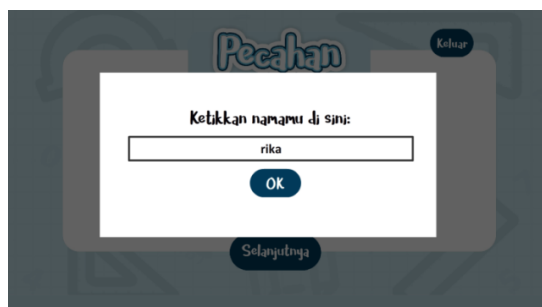 Pecahan
Keluar
Ketikkan namamu di sini:
rika
OK
Selanjutnya